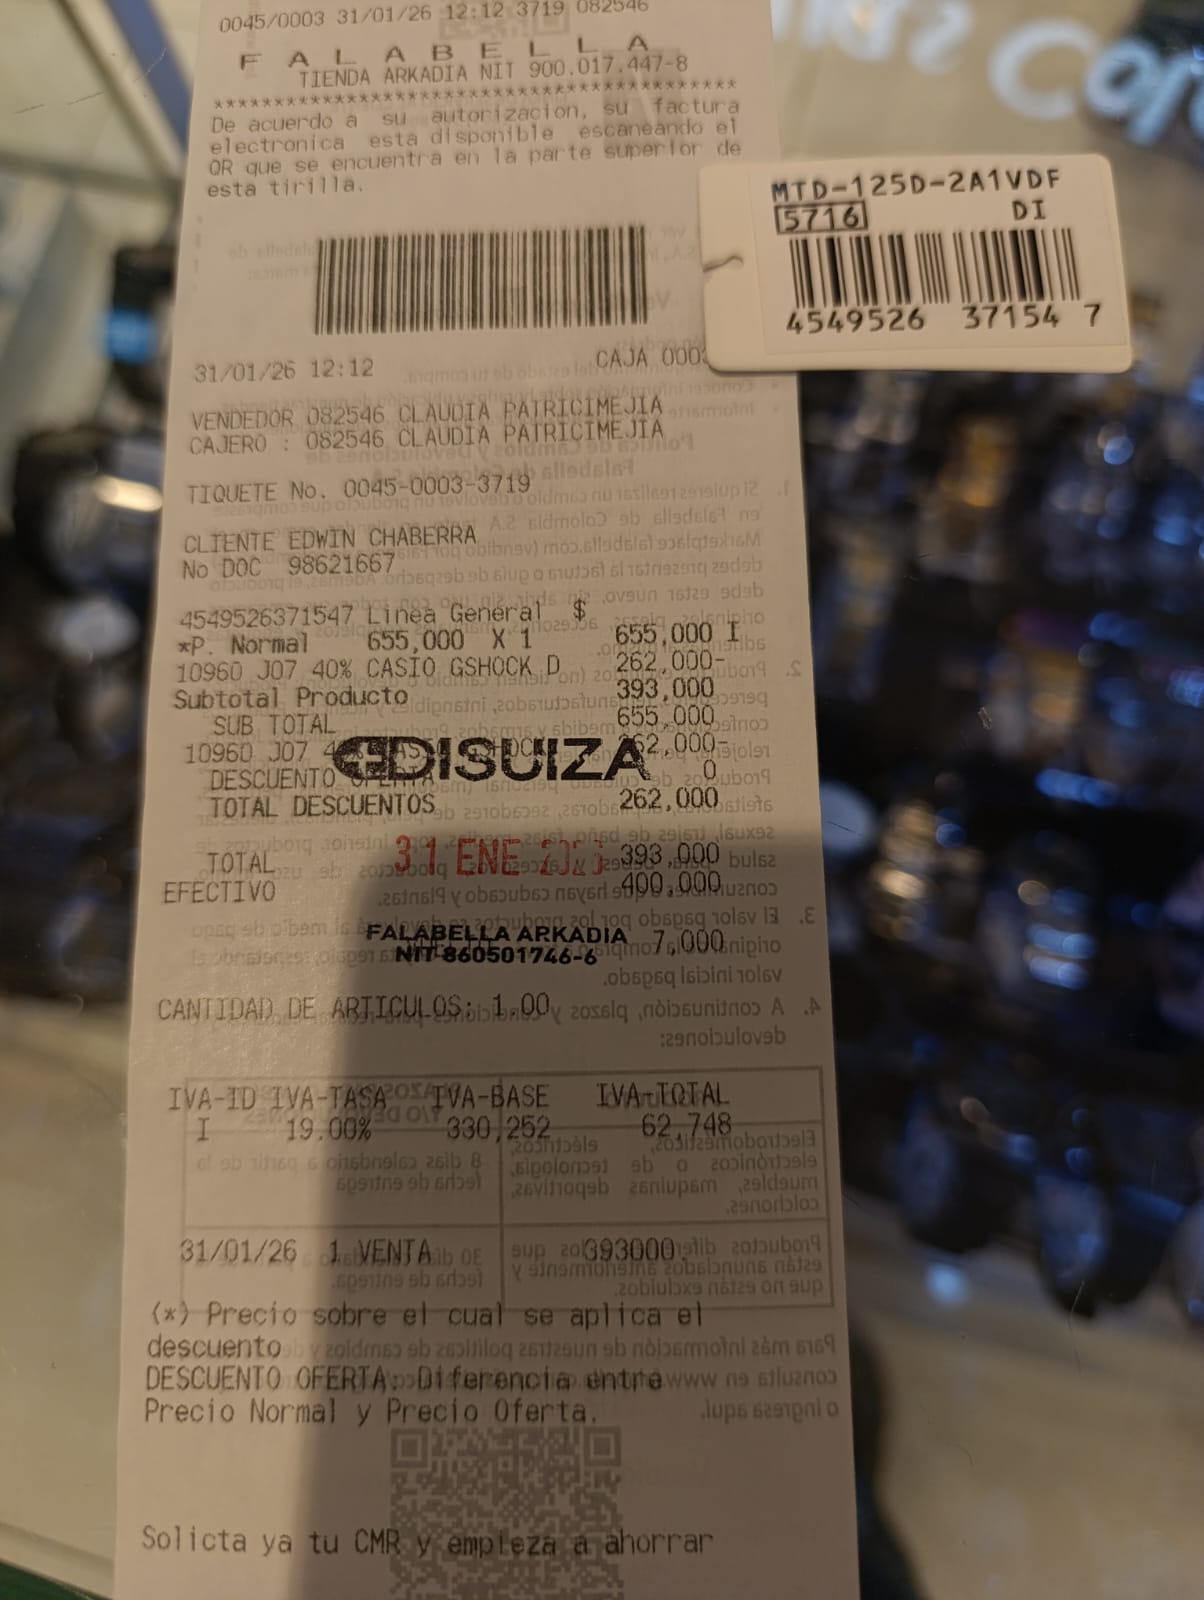 0045/0003 31/01/26 12:12 3719 082546
F A L A B E L L A
TIENDA ARKADIA NIT 900.017.447-8
****************************************
De acuerdo a su autorizacion, su factura
electronica esta disponible escaneando el
QR que se encuentra en la parte superior de
esta tirilla.
MTD-125D-2A1VDF
5716 DI
4549526 37154 7
31/01/26 12:12 CAJA 0003
VENDEDOR 082546 CLAUDIA PATRICIMEJIA
CAJERO : 082546 CLAUDIA PATRICIMEJIA
TIQUETE No. 0045-0003-3719
CLIENTE EDWIN CHABERRA
No DOC 98621667
4549526371547 Linea General $
*P. Normal 655,000 X 1 655,000 I
10960 J07 40% CASIO GSHOCK D 262,000-
Subtotal Producto 393,000
SUB TOTAL 655,000
10960 J07 262,000-
DISUIZA
DESCUENTO OFERTA 0
TOTAL DESCUENTOS 262,000
31 ENE
TOTAL 393,000
EFECTIVO 400,000
FALABELLA ARKADIA 7,000
NIT 860501746-6
CANTIDAD DE ARTICULOS: 1.00
IVA-ID IVA-TASA IVA-BASE IVA-TOTAL
I 19.00% 330,252 62,748
31/01/26 1 VENTA 393000
(*) Precio sobre el cual se aplica el
descuento
DESCUENTO OFERTA: Diferencia entre
Precio Normal y Precio Oferta.
Solicta ya tu CMR y empieza a ahorrar